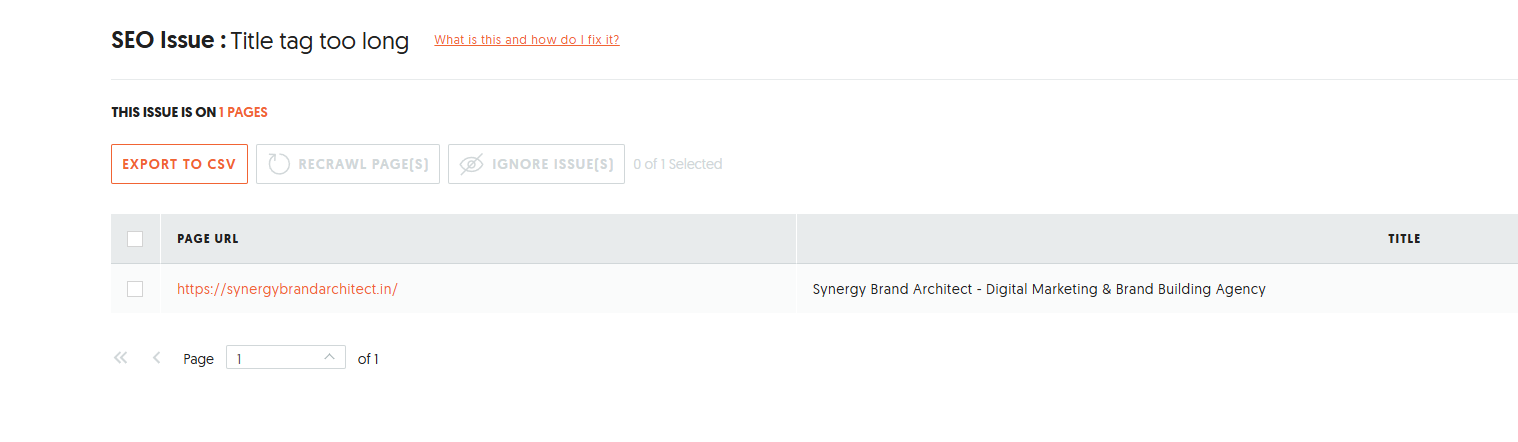 SEO Issue : Title tag too long What is this and how do I fix it?
THIS ISSUE IS ON 1 PAGES
EXPORT TO CSV RECRAWL PAGE(S) IGNORE ISSUE(S) 0 of 1 Selected
PAGE URL TITLE
https://synergybrandarchitect.in/ Synergy Brand Architect - Digital Marketing & Brand Building Agency
Page 1 of 1